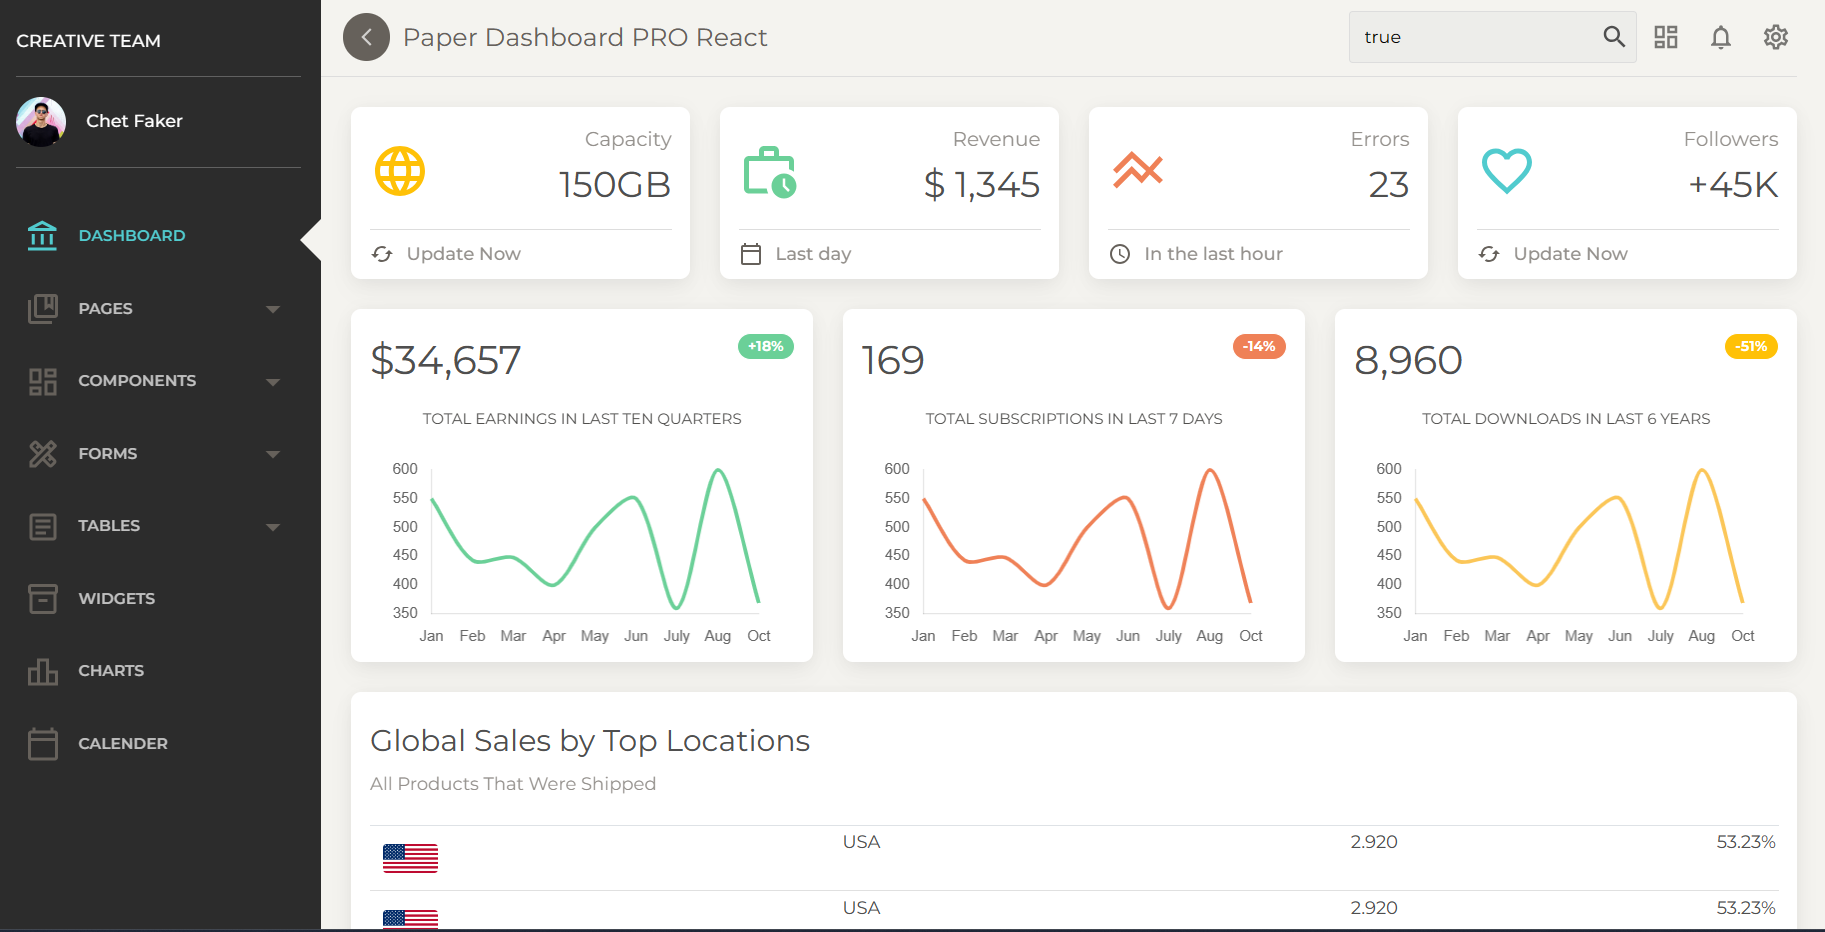 CREATIVE TEAM
Chet Faker
DASHBOARD
PAGES
COMPONENTS
FORMS
TABLES
WIDGETS
CHARTS
CALENDER
Paper Dashboard PRO React
true
Capacity
150GB
Update Now
Revenue
$ 1,345
Last day
Errors
23
In the last hour
Followers
+45K
Update Now
$34,657
+18%
TOTAL EARNINGS IN LAST TEN QUARTERS
600
550
500
450
400
350
Jan Feb Mar Apr May Jun July Aug Oct
169
-14%
TOTAL SUBSCRIPTIONS IN LAST 7 DAYS
600
550
500
450
400
350
Jan Feb Mar Apr May Jun July Aug Oct
8,960
-51%
TOTAL DOWNLOADS IN LAST 6 YEARS
600
550
500
450
400
350
Jan Feb Mar Apr May Jun July Aug Oct
Global Sales by Top Locations
All Products That Were Shipped
USA 2.920 53.23%
USA 2.920 53.23%